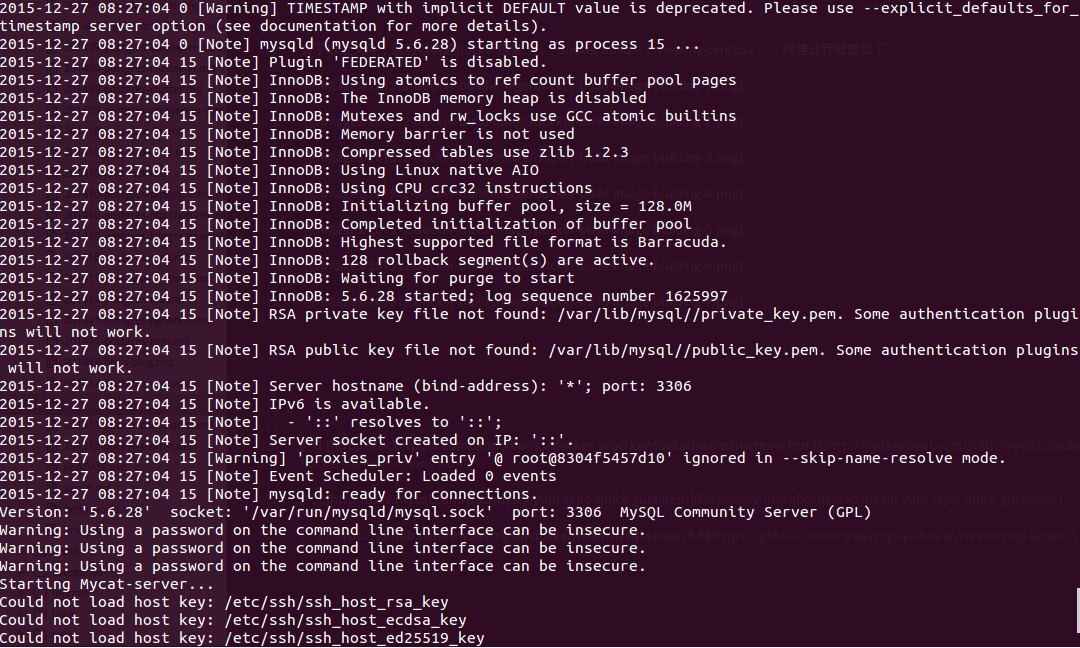 2015-12-27 08:27:04 0 [Warning] TIMESTAMP with implicit DEFAULT value is deprecated. Please use --explicit_defaults_for_
timestamp server option (see documentation for more details).
2015-12-27 08:27:04 0 [Note] mysqld (mysqld 5.6.28) starting as process 15 ...
2015-12-27 08:27:04 15 [Note] Plugin 'FEDERATED' is disabled.
2015-12-27 08:27:04 15 [Note] InnoDB: Using atomics to ref count buffer pool pages
2015-12-27 08:27:04 15 [Note] InnoDB: The InnoDB memory heap is disabled
2015-12-27 08:27:04 15 [Note] InnoDB: Mutexes and rw_locks use GCC atomic builtins
2015-12-27 08:27:04 15 [Note] InnoDB: Memory barrier is not used
2015-12-27 08:27:04 15 [Note] InnoDB: Compressed tables use zlib 1.2.3
2015-12-27 08:27:04 15 [Note] InnoDB: Using Linux native AIO
2015-12-27 08:27:04 15 [Note] InnoDB: Using CPU crc32 instructions
2015-12-27 08:27:04 15 [Note] InnoDB: Initializing buffer pool, size = 128.0M
2015-12-27 08:27:04 15 [Note] InnoDB: Completed initialization of buffer pool
2015-12-27 08:27:04 15 [Note] InnoDB: Highest supported file format is Barracuda.
2015-12-27 08:27:04 15 [Note] InnoDB: 128 rollback segment(s) are active.
2015-12-27 08:27:04 15 [Note] InnoDB: Waiting for purge to start
2015-12-27 08:27:04 15 [Note] InnoDB: 5.6.28 started; log sequence number 1625997
2015-12-27 08:27:04 15 [Note] RSA private key file not found: /var/lib/mysql//private_key.pem. Some authentication plugi
ns will not work.
2015-12-27 08:27:04 15 [Note] RSA public key file not found: /var/lib/mysql//public_key.pem. Some authentication plugins
 will not work.
2015-12-27 08:27:04 15 [Note] Server hostname (bind-address): '*'; port: 3306
2015-12-27 08:27:04 15 [Note] IPv6 is available.
2015-12-27 08:27:04 15 [Note]   - '::' resolves to '::';
2015-12-27 08:27:04 15 [Note] Server socket created on IP: '::'.
2015-12-27 08:27:04 15 [Warning] 'proxies_priv' entry '@ root@8304f5457d10' ignored in --skip-name-resolve mode.
2015-12-27 08:27:04 15 [Note] Event Scheduler: Loaded 0 events
2015-12-27 08:27:04 15 [Note] mysqld: ready for connections.
Version: '5.6.28'  socket: '/var/run/mysqld/mysql.sock'  port: 3306  MySQL Community Server (GPL)
Warning: Using a password on the command line interface can be insecure.
Warning: Using a password on the command line interface can be insecure.
Warning: Using a password on the command line interface can be insecure.
Starting Mycat-server...
Could not load host key: /etc/ssh/ssh_host_rsa_key
Could not load host key: /etc/ssh/ssh_host_ecdsa_key
Could not load host key: /etc/ssh/ssh_host_ed25519_key